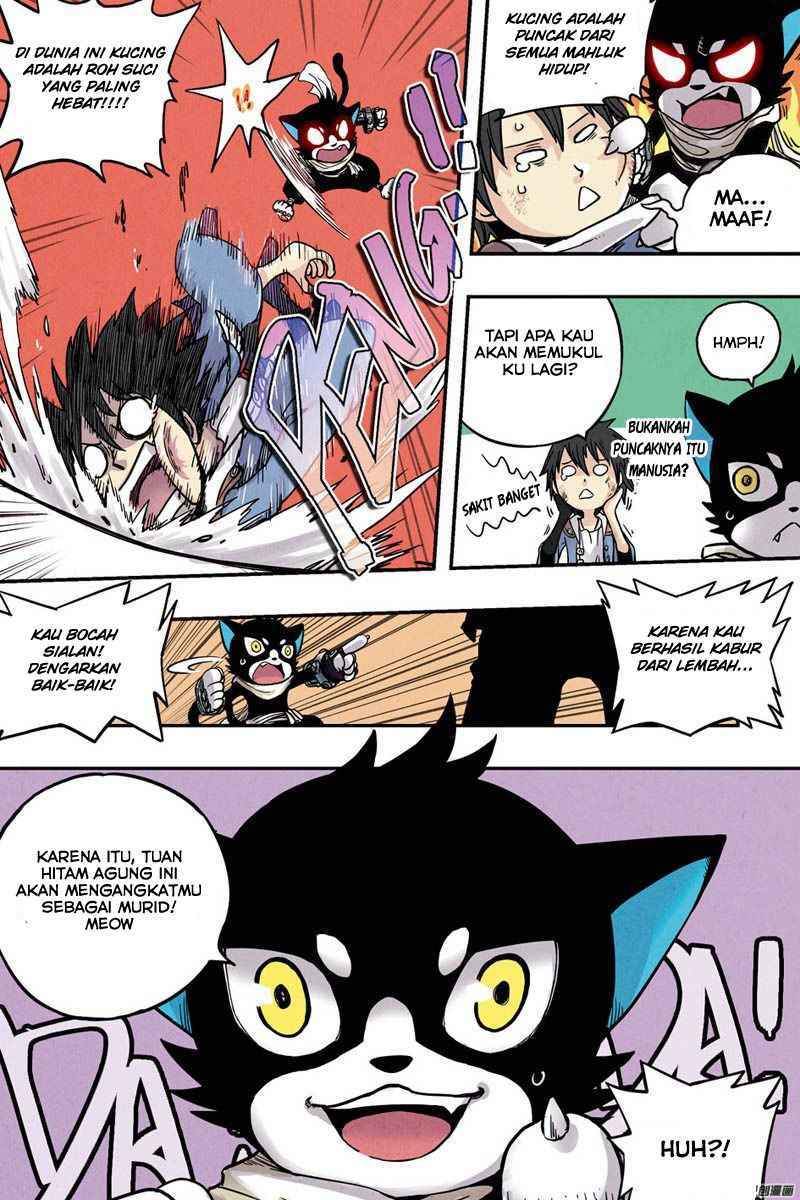 DI DUNIA INI KUCING
ADALAH ROH SUCI
YANG PALING
HEBAT!!!!
!!
KUCING ADALAH
PUNCAK DARI
SEMUA MAHLUK
HIDUP!
MA...
MAAF!
TAPI APA KAU
AKAN MEMUKUL
KU LAGI?
HMPH!
BUKANKAH
PUNCAKNYA ITU
MANUSIA?
SAKIT BANGET
KAU BOCAH
SIALAN!
DENGARKAN
BAIK-BAIK!
KARENA KAU
BERHASIL KABUR
DARI LEMBAH...
KARENA ITU, TUAN
HITAM AGUNG INI
AKAN MENGANGKATMU
SEBAGAI MURID!
MEOW
HUH?!